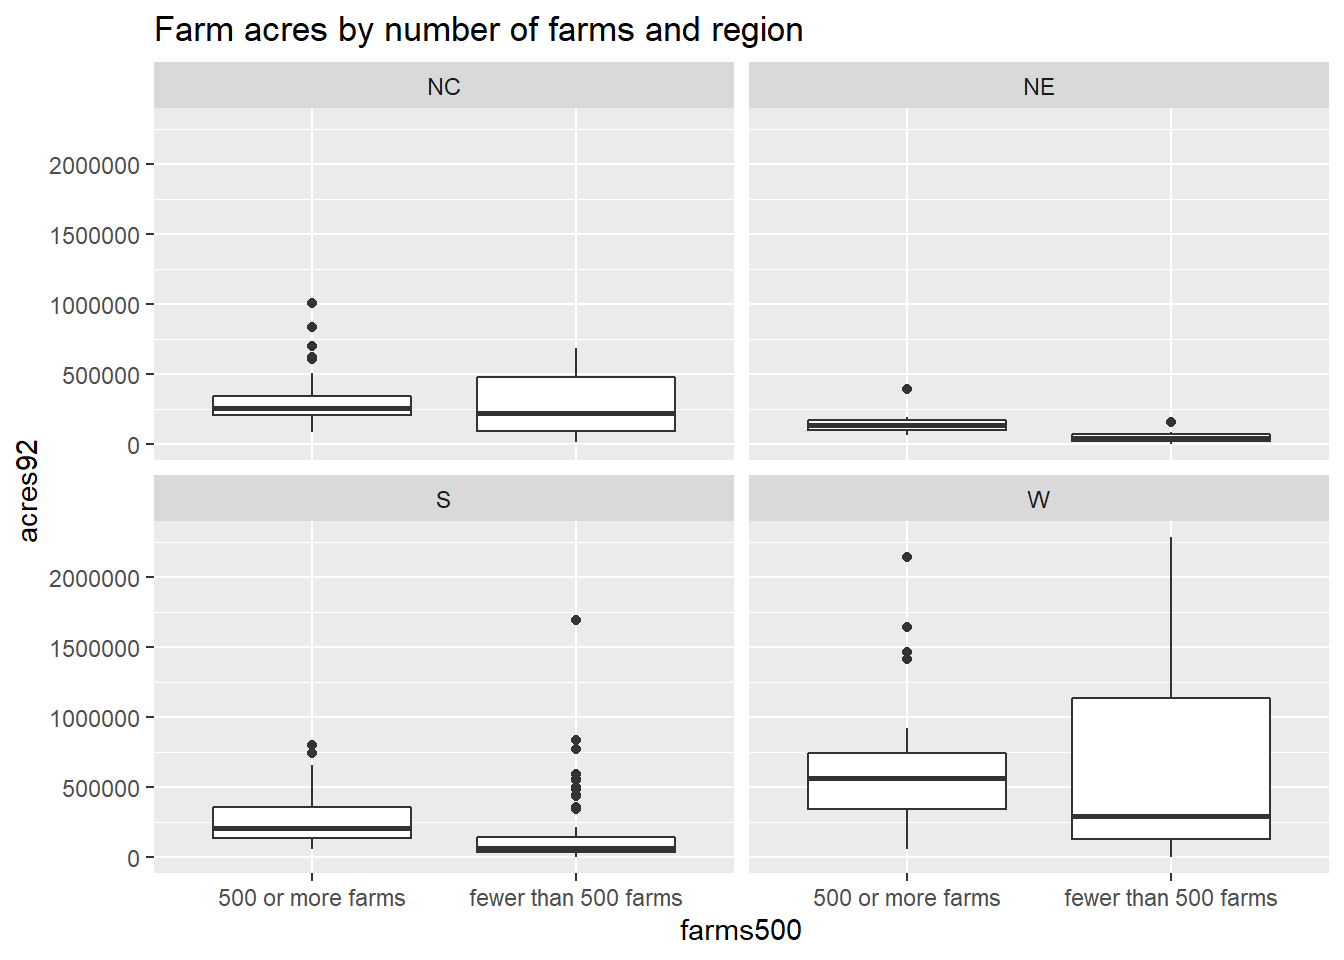 Farm acres by number of farms and region
NC
NE
2000000
1500000
1000000
500000
0
S
W
2000000
1500000
1000000
500000
0
acres92
500 or more farms
fewer than 500 farms
500 or more farms
fewer than 500 farms
farms500